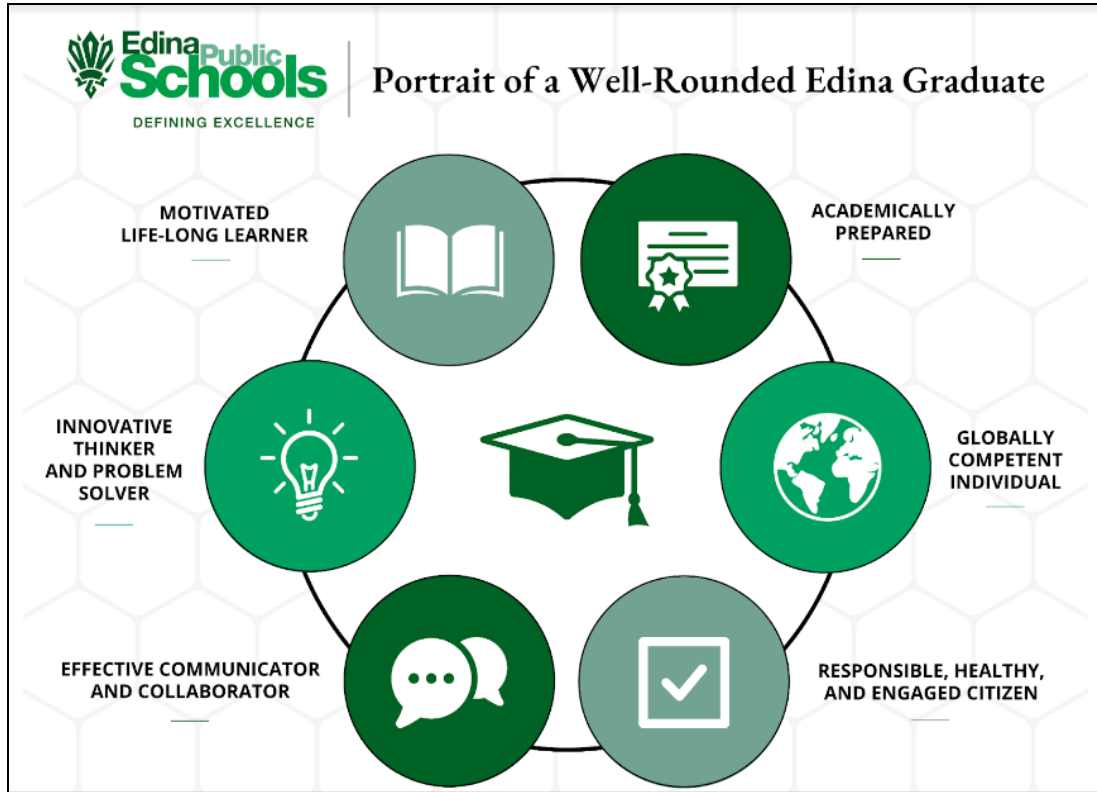 Edina Public
Schools
DEFINING EXCELLENCE
Portrait of a Well-Rounded Edina Graduate
MOTIVATED
LIFE-LONG LEARNER
ACADEMICALLY
PREPARED
INNOVATIVE
THINKER
AND PROBLEM
SOLVER
GLOBALLY
COMPETENT
INDIVIDUAL
EFFECTIVE COMMUNICATOR
AND COLLABORATOR
RESPONSIBLE, HEALTHY,
AND ENGAGED CITIZEN